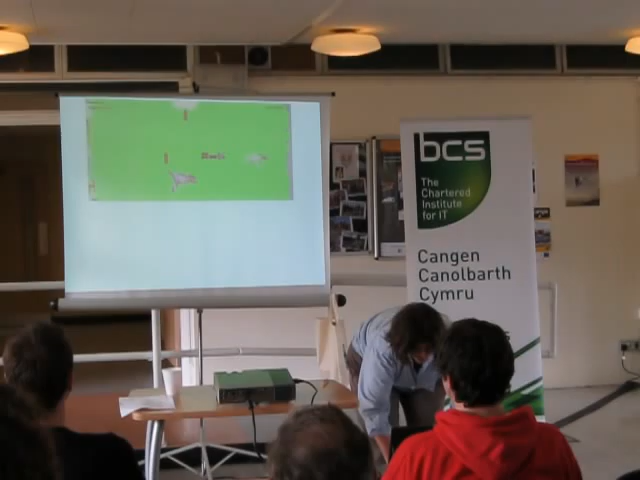 bcs
The
Chartered
Institute
for IT
Cangen
Canolbarth
Cymru